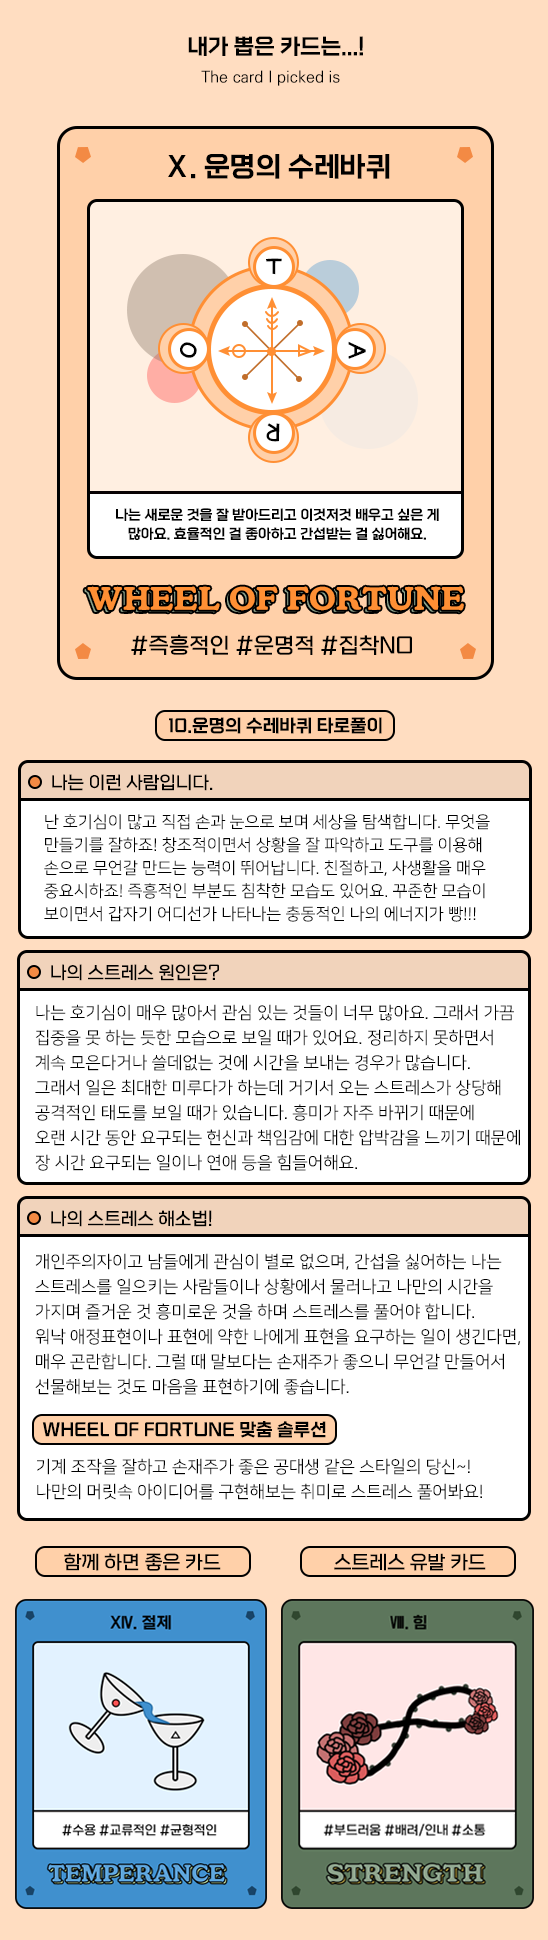 내가 뽑은 카드는...!
The card I picked is
X. 운명의 수레바퀴
T
O
A
R
나는 새로운 것을 잘 받아드리고 이것저것 배우고 싶은 게
많아요. 효율적인 걸 좋아하고 간섭받는 걸 싫어해요.
WHEEL OF FORTUNE
#즉흥적인 #운명적 #집착NO
10.운명의 수레바퀴 타로풀이
나는 이런 사람입니다.
난 호기심이 많고 직접 손과 눈으로 보며 세상을 탐색합니다. 무엇을
만들기를 잘하죠! 창조적이면서 상황을 잘 파악하고 도구를 이용해
손으로 무언갈 만드는 능력이 뛰어납니다. 친절하고, 사생활을 매우
중요시하죠! 즉흥적인 부분도 침착한 모습도 있어요. 꾸준한 모습이
보이면서 갑자기 어디선가 나타나는 충동적인 나의 에너지가 빵!!!
나의 스트레스 원인은?
나는 호기심이 매우 많아서 관심 있는 것들이 너무 많아요. 그래서 가끔
집중을 못 하는 듯한 모습으로 보일 때가 있어요. 정리하지 못하면서
계속 모은다거나 쓸데없는 것에 시간을 보내는 경우가 많습니다.
그래서 일은 최대한 미루다가 하는데 거기서 오는 스트레스가 상당해
공격적인 태도를 보일 때가 있습니다. 흥미가 자주 바뀌기 때문에
오랜 시간 동안 요구되는 헌신과 책임감에 대한 압박감을 느끼기 때문에
장 시간 요구되는 일이나 연애 등을 힘들어해요.
나의 스트레스 해소법!
개인주의자이고 남들에게 관심이 별로 없으며, 간섭을 싫어하는 나는
스트레스를 일으키는 사람들이나 상황에서 물러나고 나만의 시간을
가지며 즐거운 것 흥미로운 것을 하며 스트레스를 풀어야 합니다.
워낙 애정표현이나 표현에 약한 나에게 표현을 요구하는 일이 생긴다면,
매우 곤란합니다. 그럴 때 말보다는 손재주가 좋으니 무언갈 만들어서
선물해보는 것도 마음을 표현하기에 좋습니다.
WHEEL OF FORTUNE 맞춤 솔루션
기계 조작을 잘하고 손재주가 좋은 공대생 같은 스타일의 당신~!
나만의 머릿속 아이디어를 구현해보는 취미로 스트레스 풀어봐요!
함께 하면 좋은 카드
스트레스 유발 카드
XIV. 절제
#수용 #교류적인 #균형적인
TEMPERANCE
Ⅷ. 힘
#부드러움 #배려/인내 #소통
STRENGTH